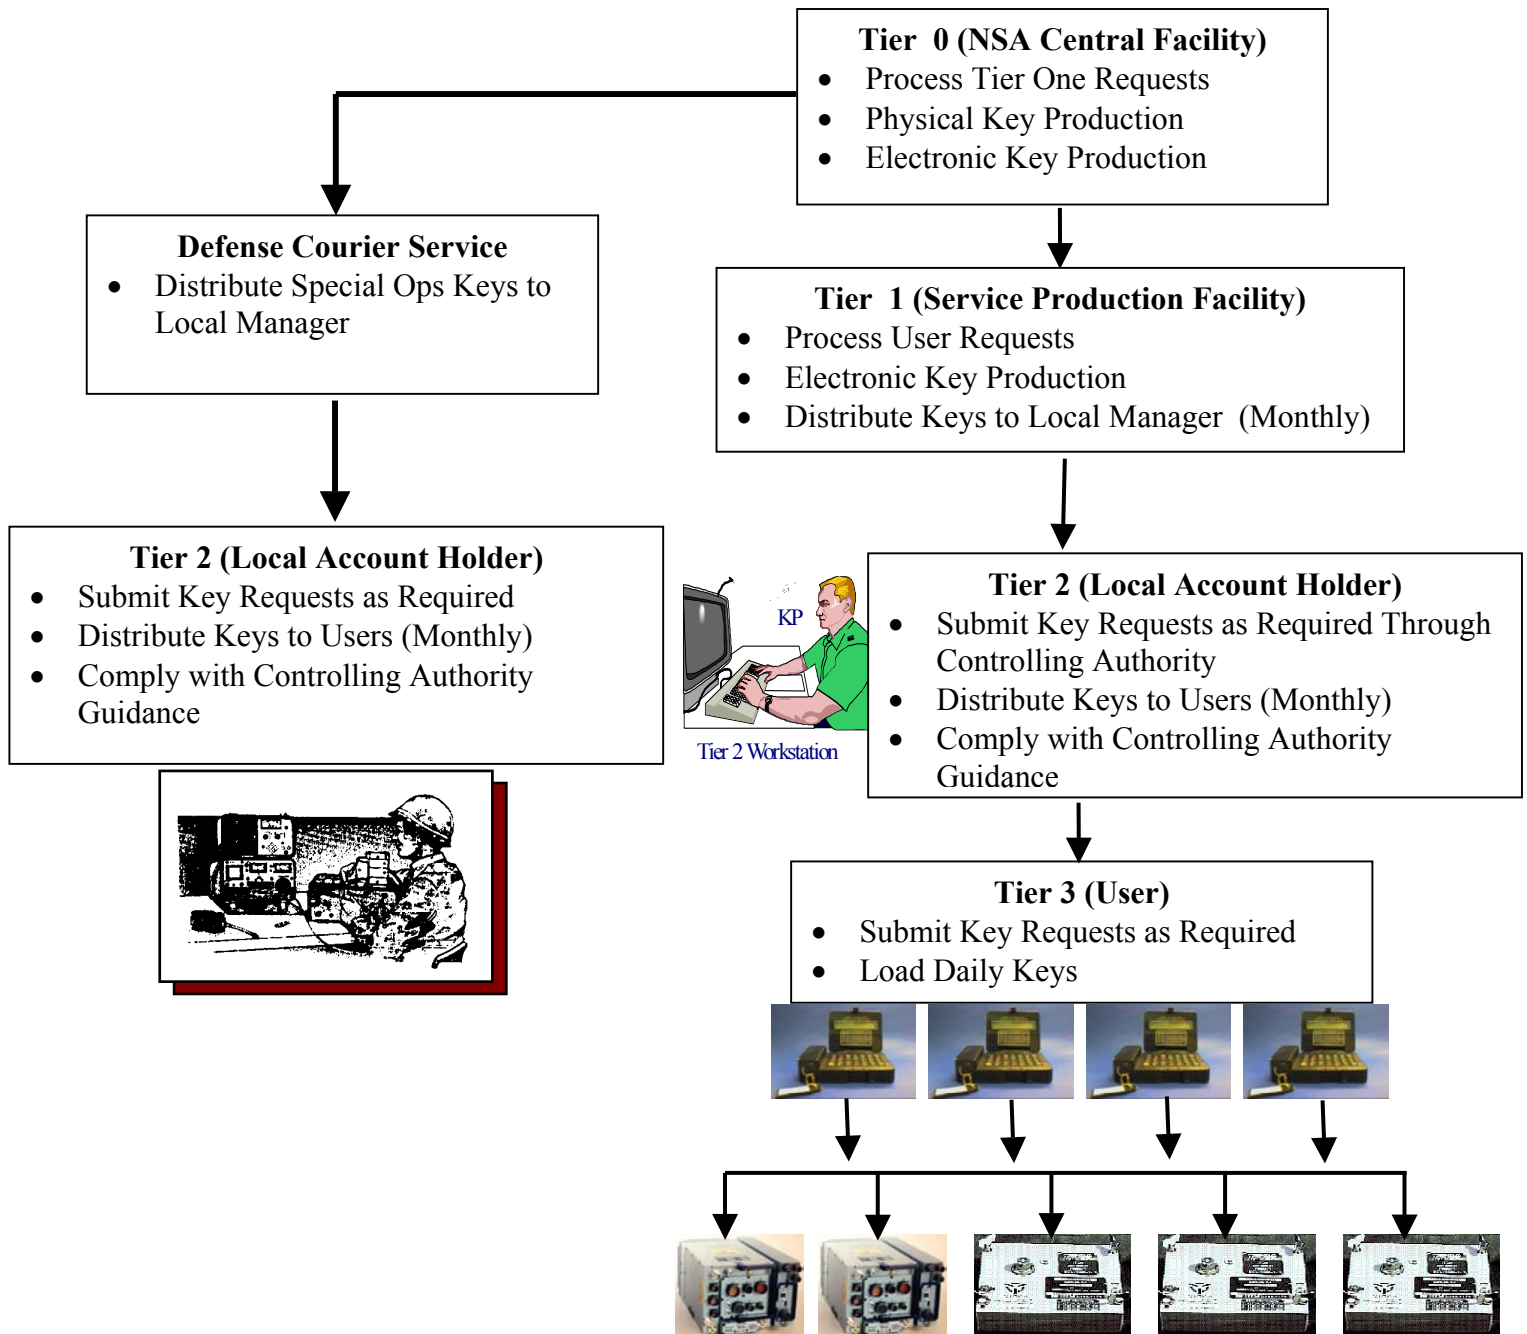 Tier 0 (NSA Central Facility)
• Process Tier One Requests
• Physical Key Production
• Electronic Key Production
Defense Courier Service
• Distribute Special Ops Keys to
Local Manager
Tier 1 (Service Production Facility)
• Process User Requests
• Electronic Key Production
• Distribute Keys to Local Manager (Monthly)
Tier 2 (Local Account Holder)
• Submit Key Requests as Required
• Distribute Keys to Users (Monthly)
• Comply with Controlling Authority
Guidance
KP
Tier 2 Workstation
Tier 2 (Local Account Holder)
• Submit Key Requests as Required Through
Controlling Authority
• Distribute Keys to Users (Monthly)
• Comply with Controlling Authority
Guidance
Tier 3 (User)
• Submit Key Requests as Required
• Load Daily Keys